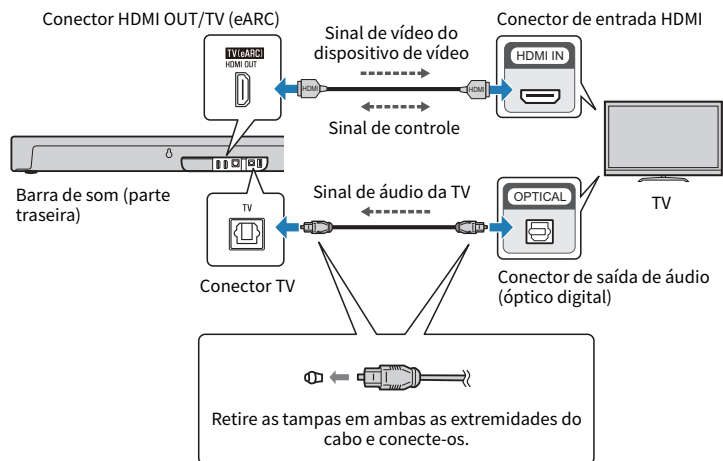 Conector HDMI OUT/TV (eARC)
Sinal de vídeo do
dispositivo de vídeo
Conector de entrada HDMI
TV(eARC)
HDMI OUT
HDMI
HDMI
HDMI IN
Sinal de controle
Barra de som (parte
traseira)
TV
Sinal de áudio da TV
OPTICAL
TV
Conector TV
Conector de saída de áudio
(óptico digital)
Retire as tampas em ambas as extremidades do
cabo e conecte-os.